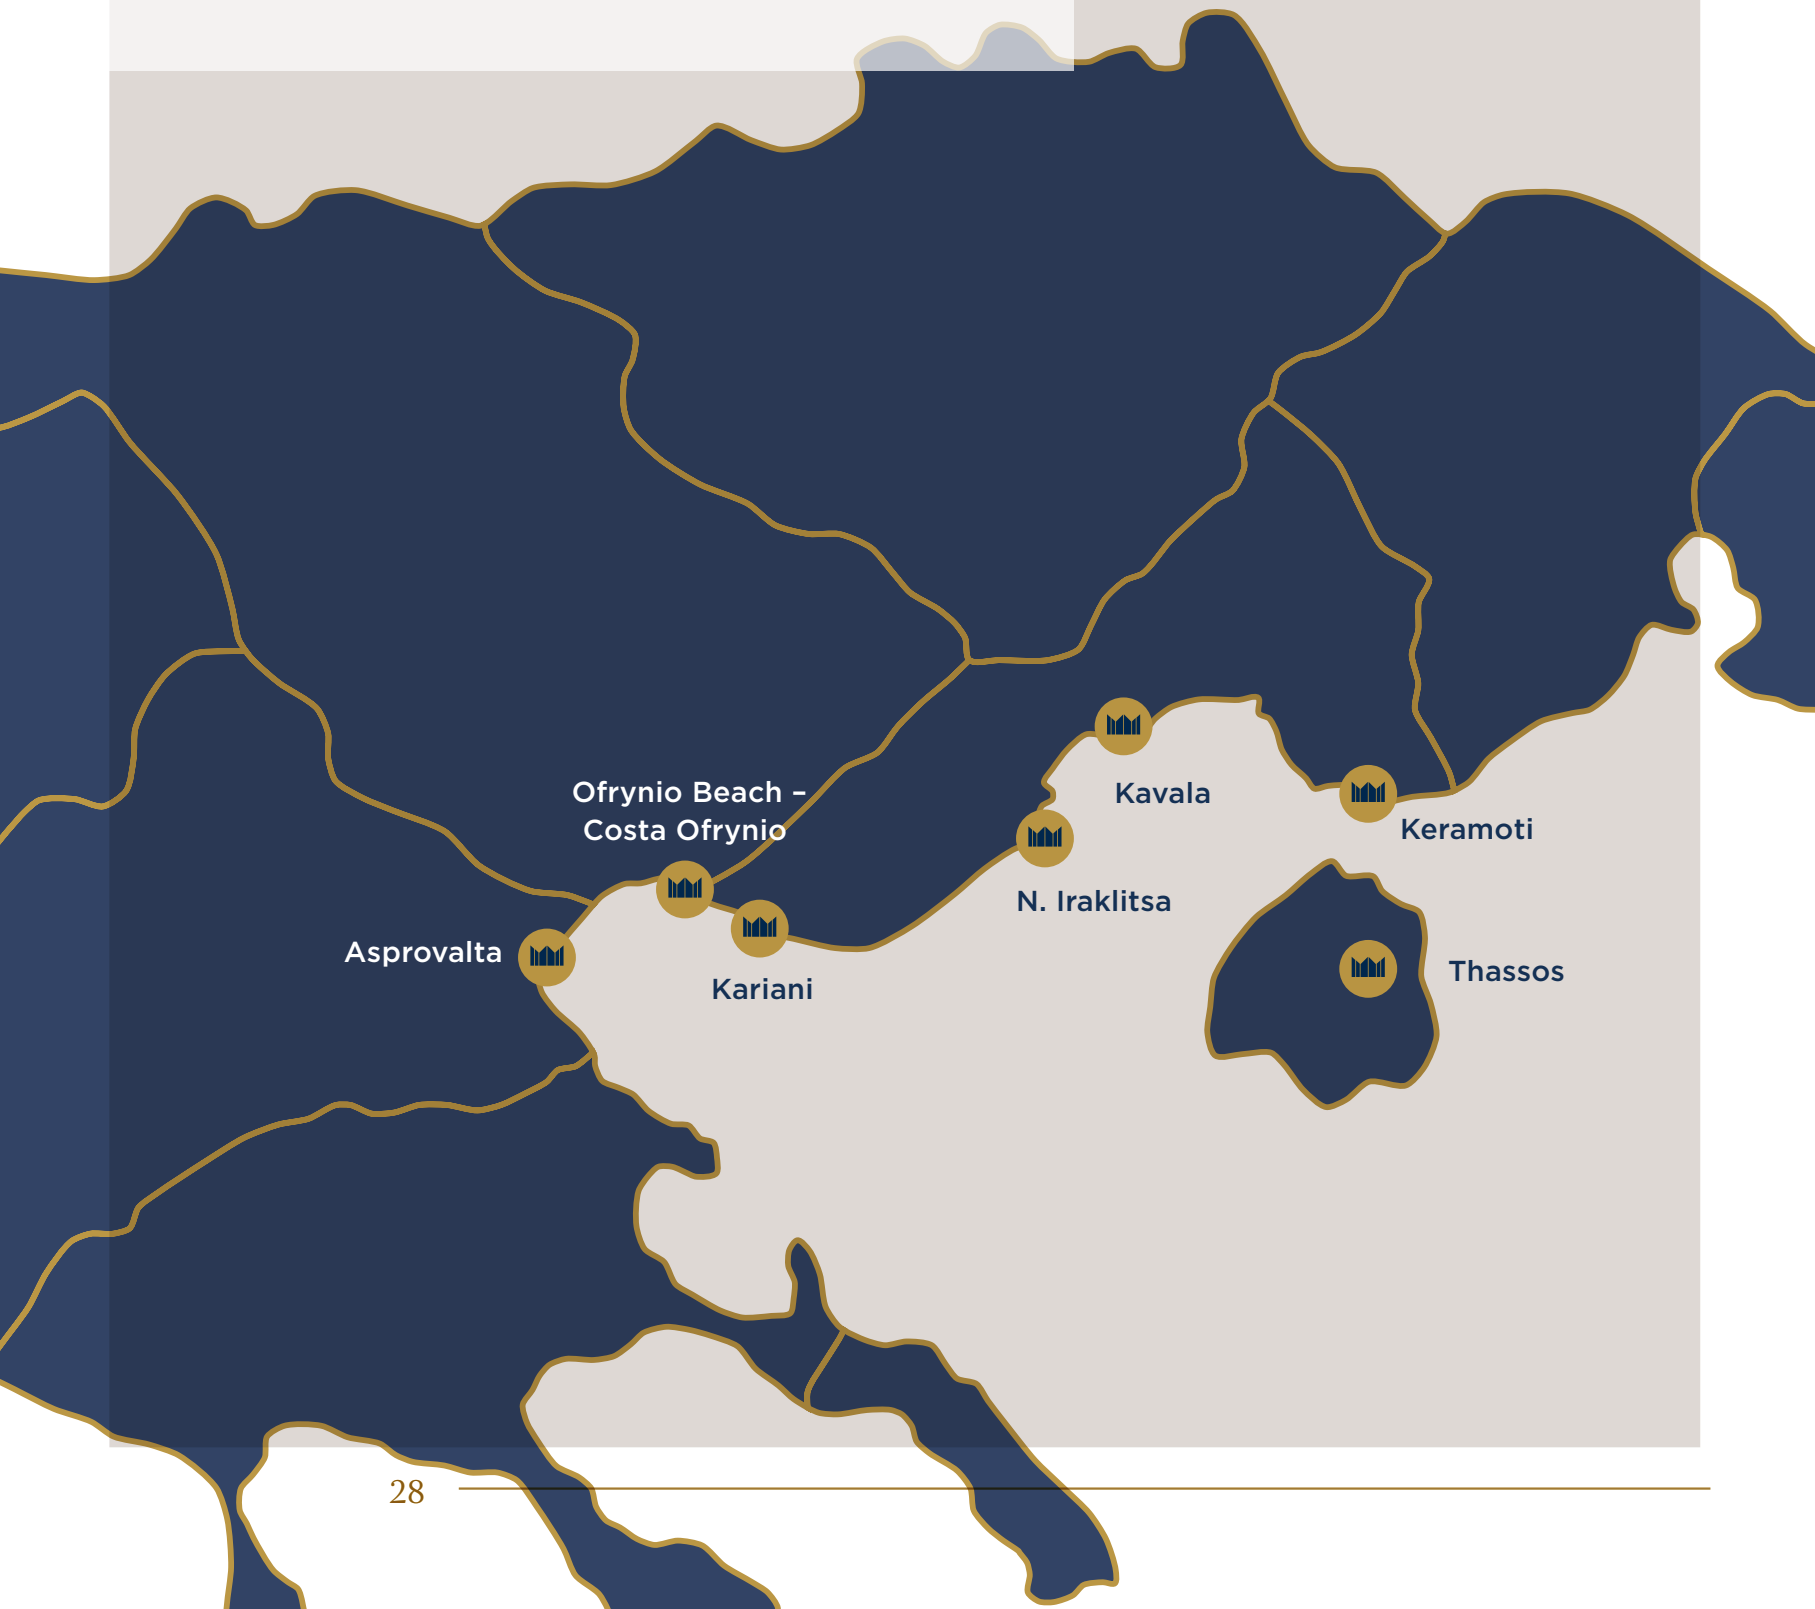 Ofrynio Beach –
Costa Ofrynio
Kavala
Keramoti
N. Iraklitsa
Asprovalta
Kariani
Thassos
28